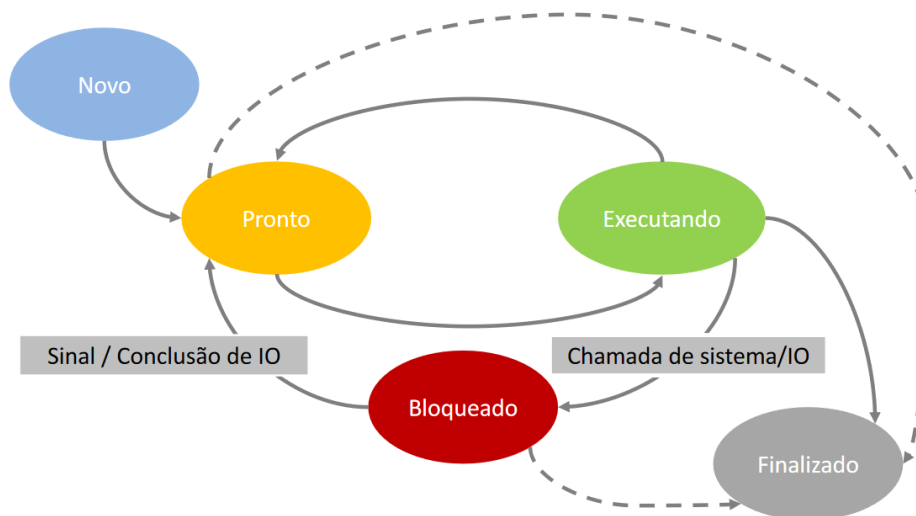 Novo
Pronto
Executando
Sinal / Conclusão de IO
Chamada de sistema/IO
Bloqueado
Finalizado